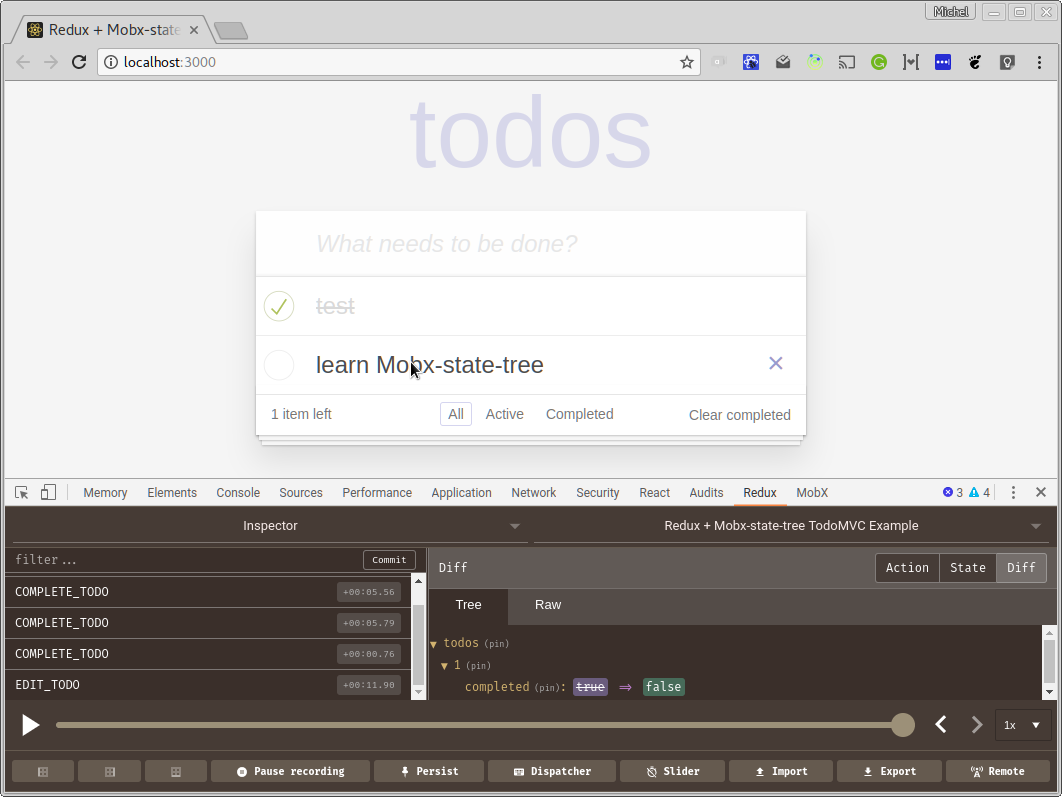 Michel
Redux + Mobx-state
localhost:3000
todos
What needs to be done?
test
learn Mobx-state-tree
1 item left All Active Completed Clear completed
Memory Elements Console Sources Performance Application Network Security React Audits Redux MobX 3 4
Inspector Redux + Mobx-state-tree TodoMVC Example
filter... Commit Diff Action State Diff
Tree Raw
COMPLETE_TODO +00:05.56
COMPLETE_TODO +00:05.79
COMPLETE_TODO +00:00.76
EDIT_TODO +00:11.90
todos (pin)
1 (pin)
completed (pin): true => false
1x
Pause recording Persist Dispatcher Slider Import Export Remote